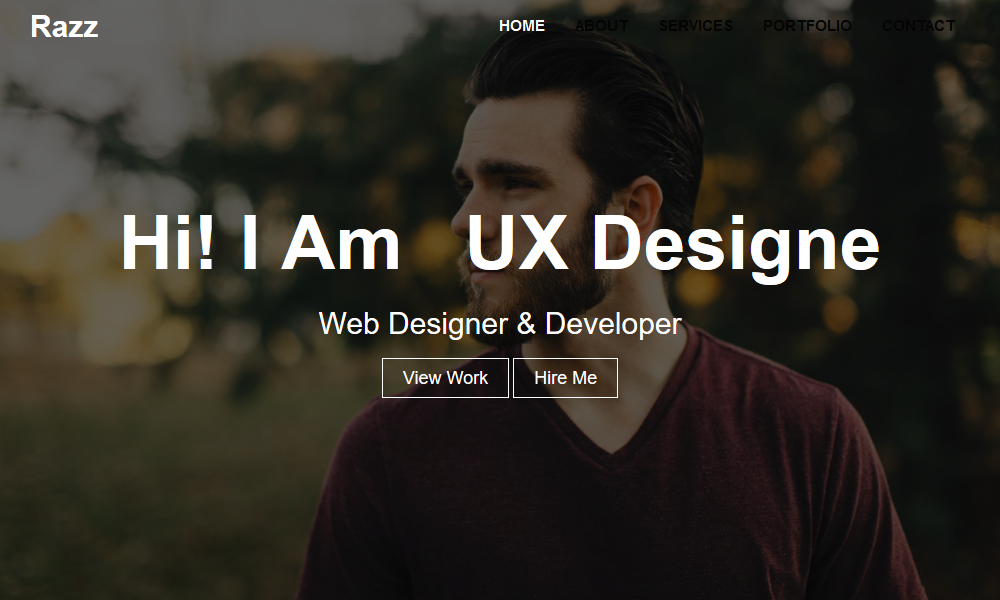 Razz HOME ABOUT SERVICES PORTFOLIO CONTACT
Hi! I Am UX Designe
Web Designer & Developer
View Work Hire Me